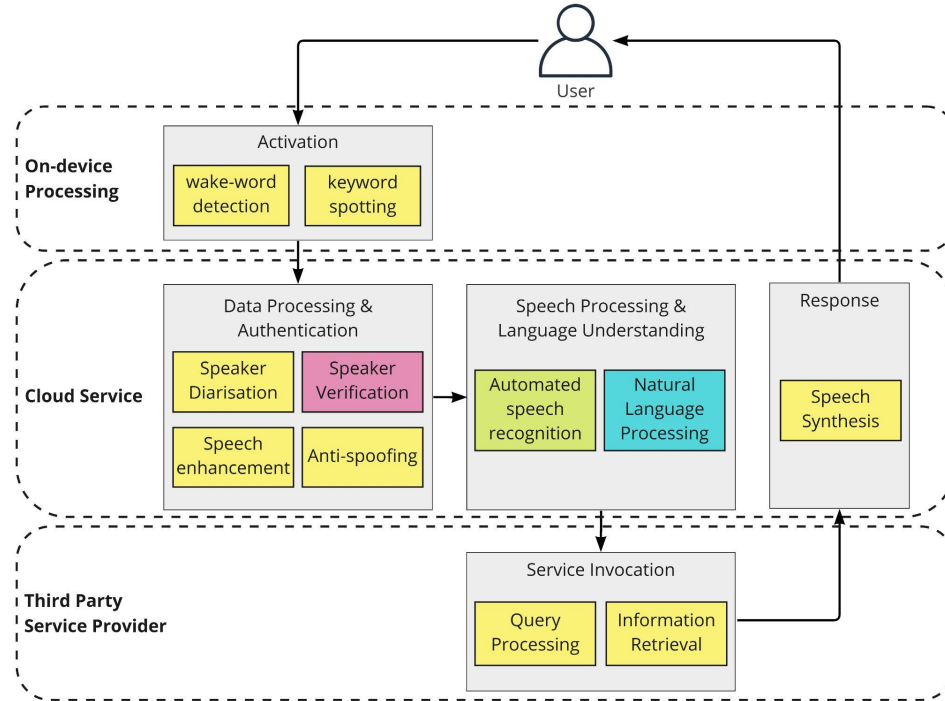 User
On-device
Processing
Activation
wake-word
detection
keyword
spotting
Cloud Service
Data Processing &
Authentication
Speaker
Diarisation
Speaker
Verification
Speech
enhancement
Anti-spoofing
Speech Processing &
Language Understanding
Automated
speech
recognition
Natural
Language
Processing
Response
Speech
Synthesis
Third Party
Service Provider
Service Invocation
Query
Processing
Information
Retrieval